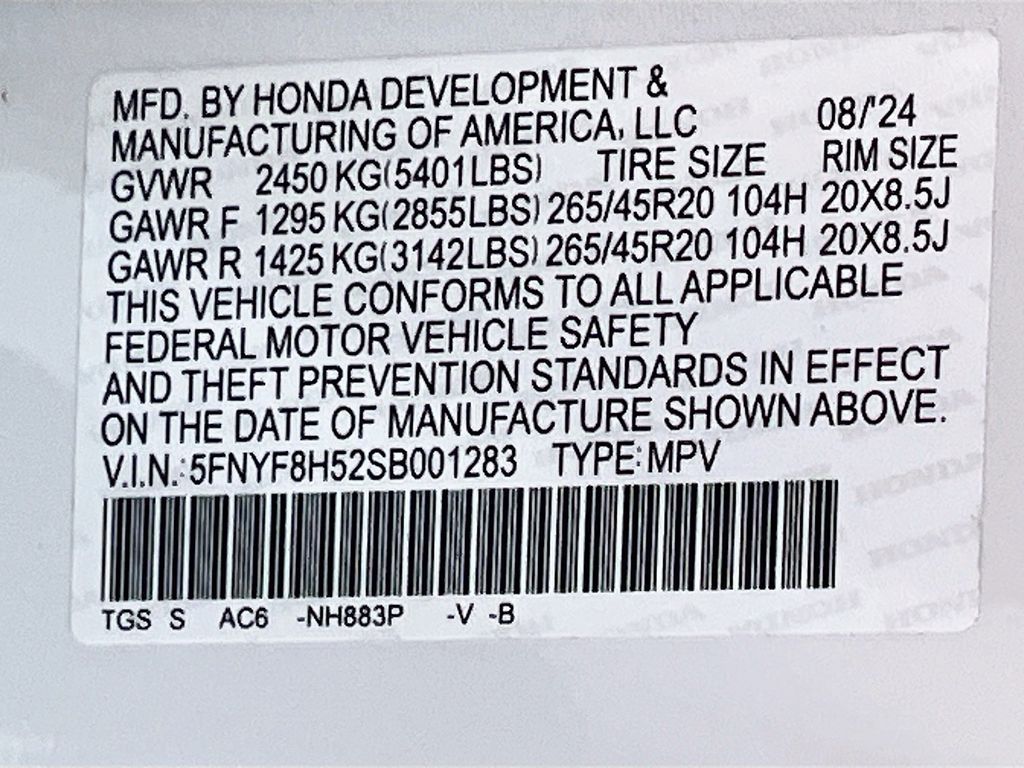 MFD. BY HONDA DEVELOPMENT &
MANUFACTURING OF AMERICA, LLC 08/'24
GVWR 2450 KG(5401LBS) TIRE SIZE RIM SIZE
GAWR F 1295 KG(2855LBS) 265/45R20 104H 20X8.5J
GAWR R 1425 KG(3142LBS) 265/45R20 104H 20X8.5J
THIS VEHICLE CONFORMS TO ALL APPLICABLE
FEDERAL MOTOR VEHICLE SAFETY
AND THEFT PREVENTION STANDARDS IN EFFECT
ON THE DATE OF MANUFACTURE SHOWN ABOVE.
V.I.N.:5FNYF8H52SB001283 TYPE:MPV
TGS S AC6 -NH883P -V -B